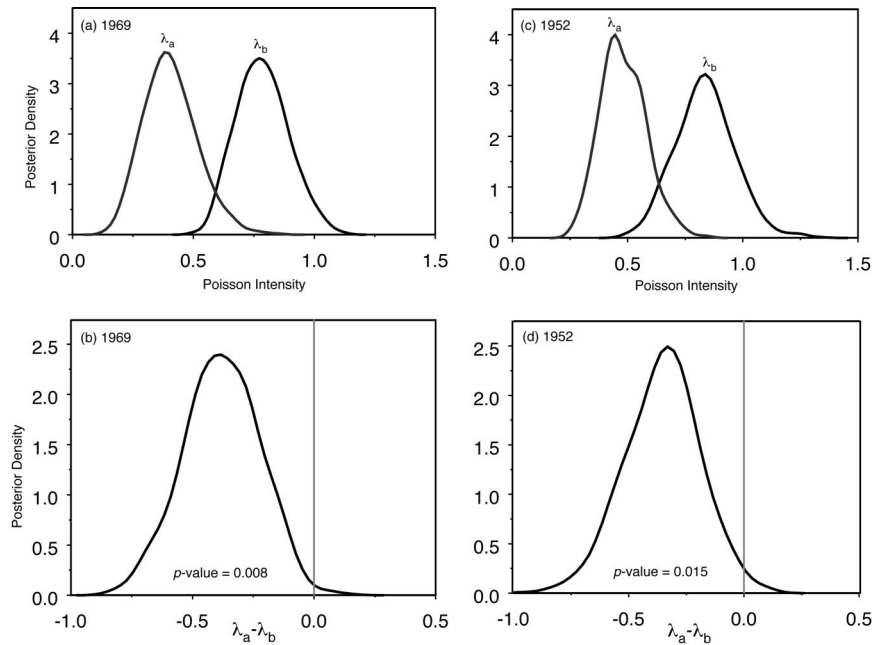 (a) 1969
λa
λb
Posterior Density
4
3
2
1
0
0.0
0.5
1.0
1.5
Poisson Intensity
(c) 1952
λa
λb
4
3
2
1
0
0.0
0.5
1.0
1.5
Poisson Intensity
(b) 1969
Posterior Density
2.5
2.0
1.5
1.0
0.5
0.0
p-value = 0.008
-1.0
-0.5
0.0
0.5
λa-λb
(d) 1952
2.5
2.0
1.5
1.0
0.5
0.0
p-value = 0.015
-1.0
-0.5
0.0
0.5
λa-λb